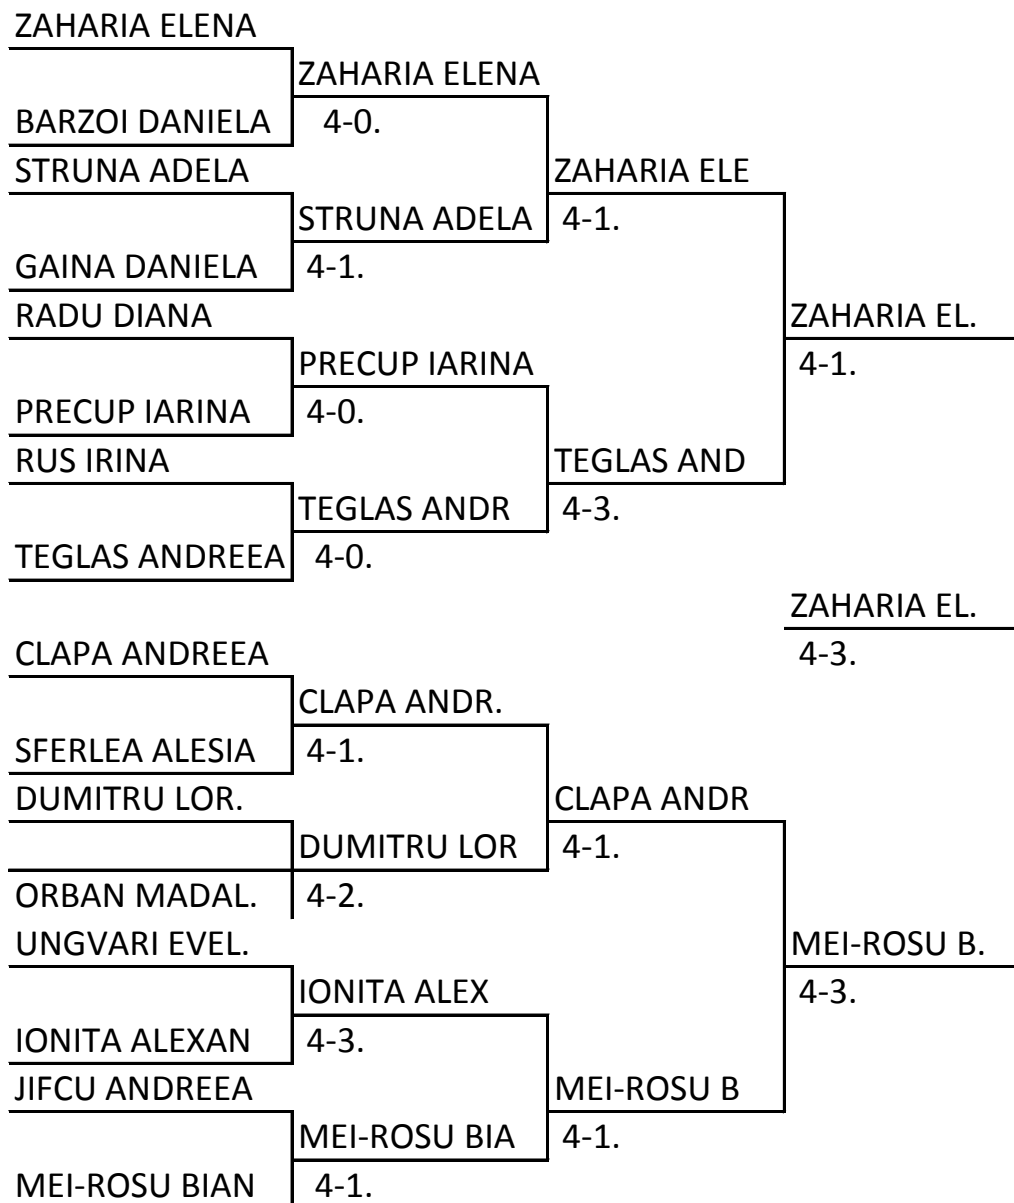 ZAHARIA ELENA
ZAHARIA ELENA
BARZOI DANIELA 4-0.
STRUNA ADELA ZAHARIA ELE
STRUNA ADELA 4-1.
GAINA DANIELA 4-1.
RADU DIANA ZAHARIA EL.
PRECUP IARINA 4-1.
PRECUP IARINA 4-0.
RUS IRINA TEGLAS AND
TEGLAS ANDR 4-3.
TEGLAS ANDREEA 4-0.
ZAHARIA EL.
CLAPA ANDREEA 4-3.
CLAPA ANDR.
SFERLEA ALESIA 4-1.
DUMITRU LOR. CLAPA ANDR
DUMITRU LOR 4-1.
ORBAN MADAL. 4-2.
UNGVARI EVEL. MEI-ROSU B.
IONITA ALEX 4-3.
IONITA ALEXAN 4-3.
JIFCU ANDREEA MEI-ROSU B
MEI-ROSU BIA 4-1.
MEI-ROSU BIAN 4-1.